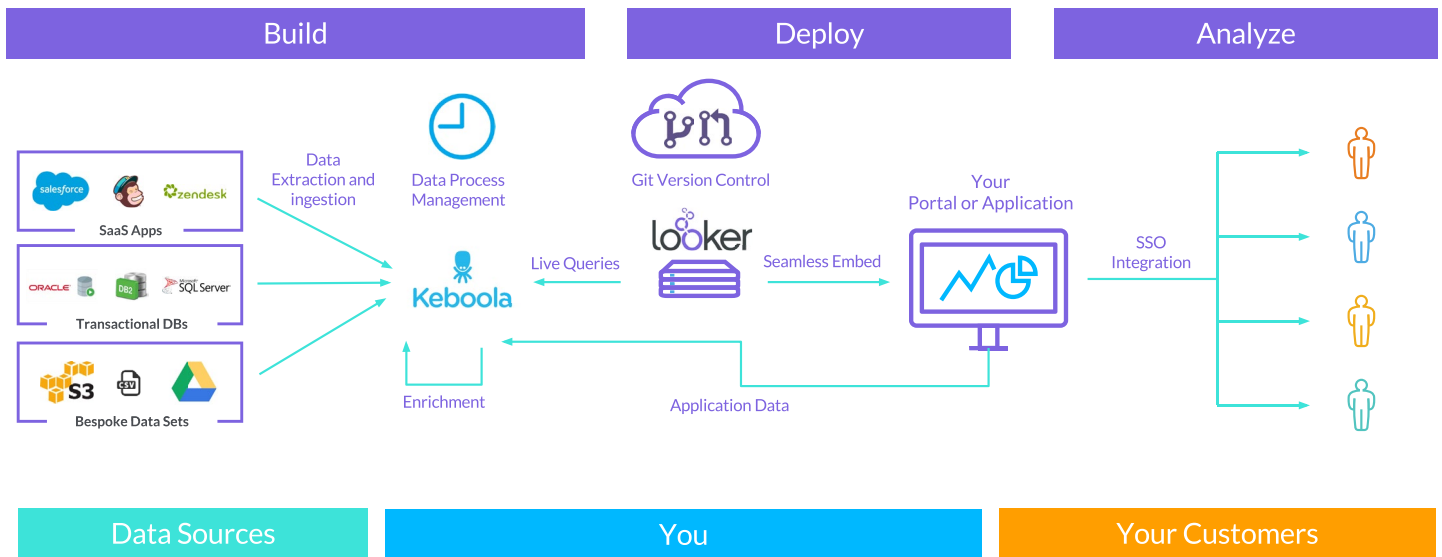 Build
Deploy
Analyze
salesforce
zendesk
SaaS Apps
ORACLE
DB2
Microsoft
SQL Server
Transactional DBs
S3
CSV
Bespoke Data Sets
Data
Extraction and
ingestion
Data Process
Management
Keboola
Enrichment
Live Queries
Git Version Control
looker
Seamless Embed
Application Data
Your
Portal or Application
SSO
Integration
Data Sources
You
Your Customers